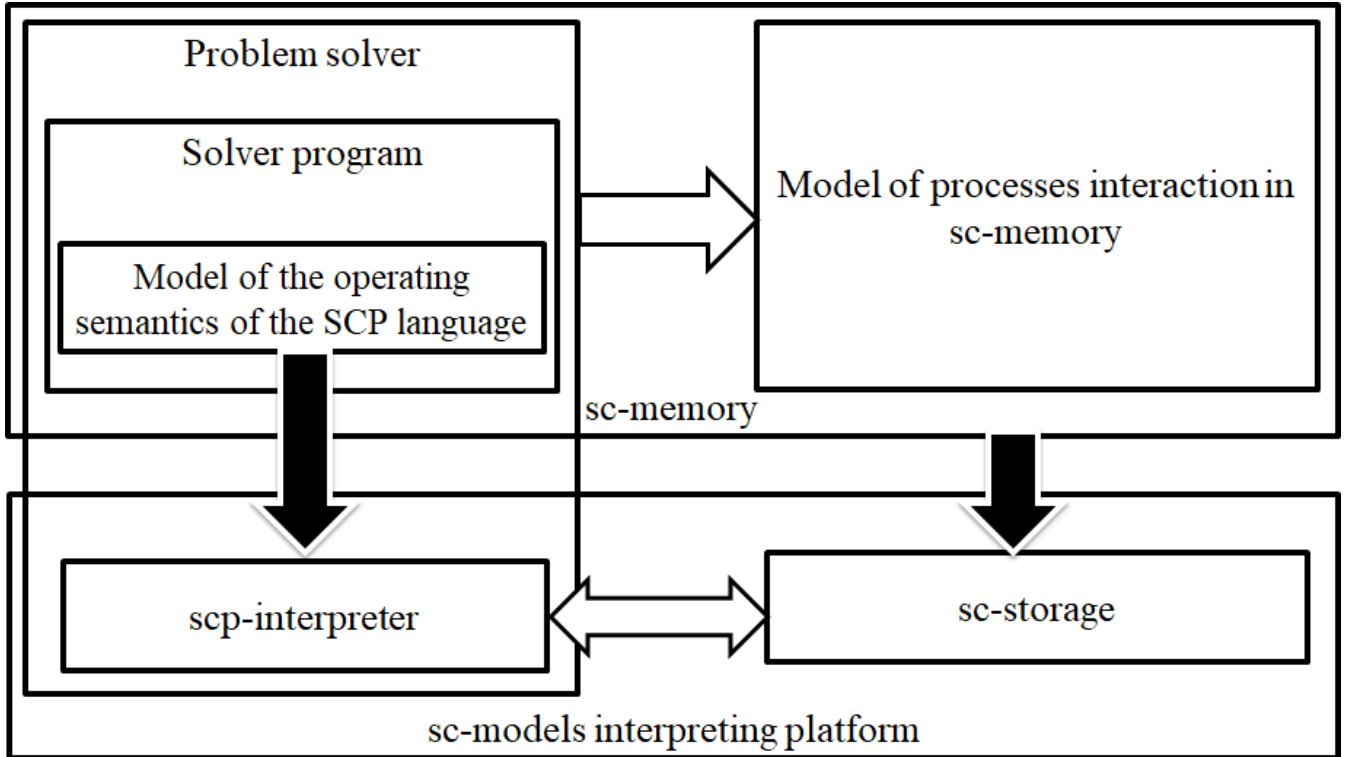 Problem solver
Solver program
Model of the operating
semantics of the SCP language
Model of processes interaction in
sc-memory
sc-memory
scp-interpreter
sc-storage
sc-models interpreting platform